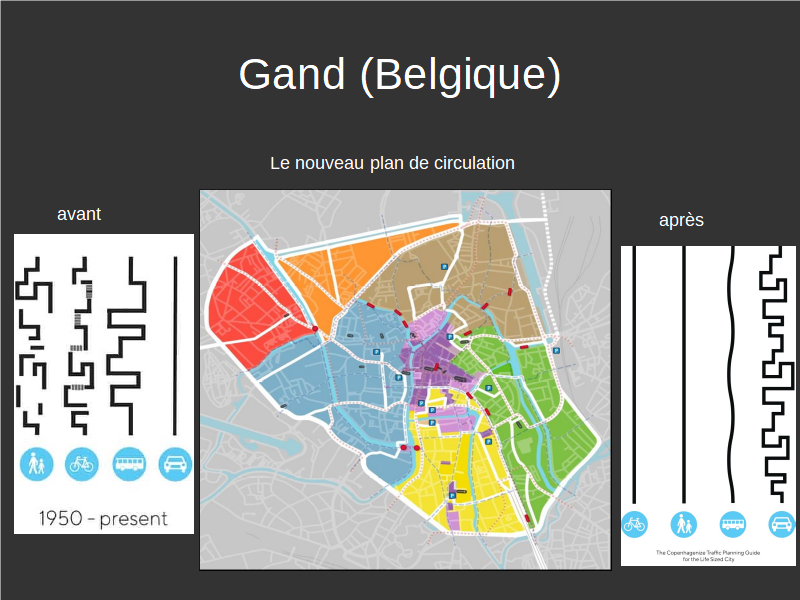 Gand (Belgique)
Le nouveau plan de circulation
avant
après
1950 - present
The Copenhagenize Traffic Planning Guide
for the Life Sized City